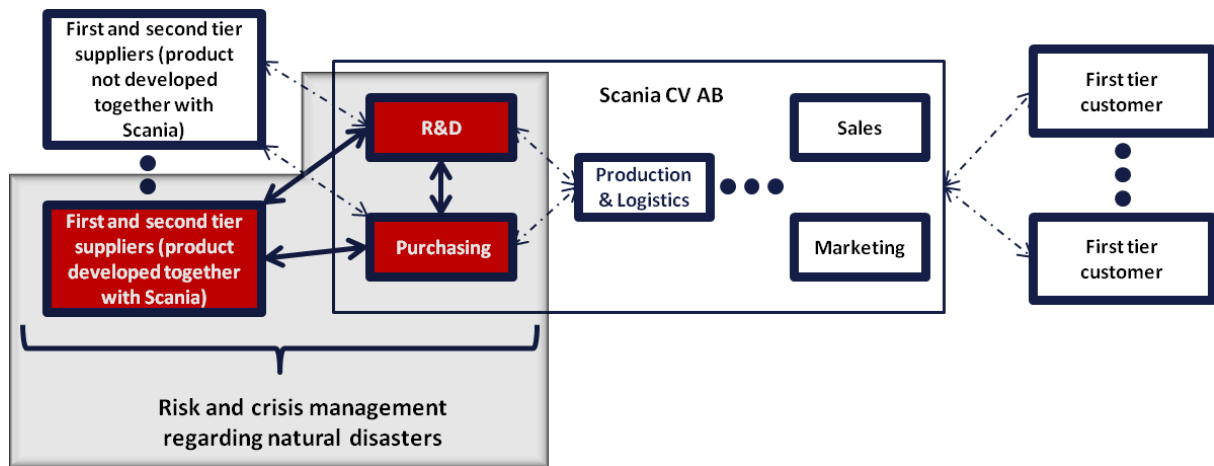 First and second tier
suppliers (product
not developed
together with
Scania)
First and second tier
suppliers (product
developed together
with Scania)
R&D
Purchasing
Scania CV AB
Production
& Logistics
Sales
Marketing
First tier
customer
First tier
customer
Risk and crisis management
regarding natural disasters